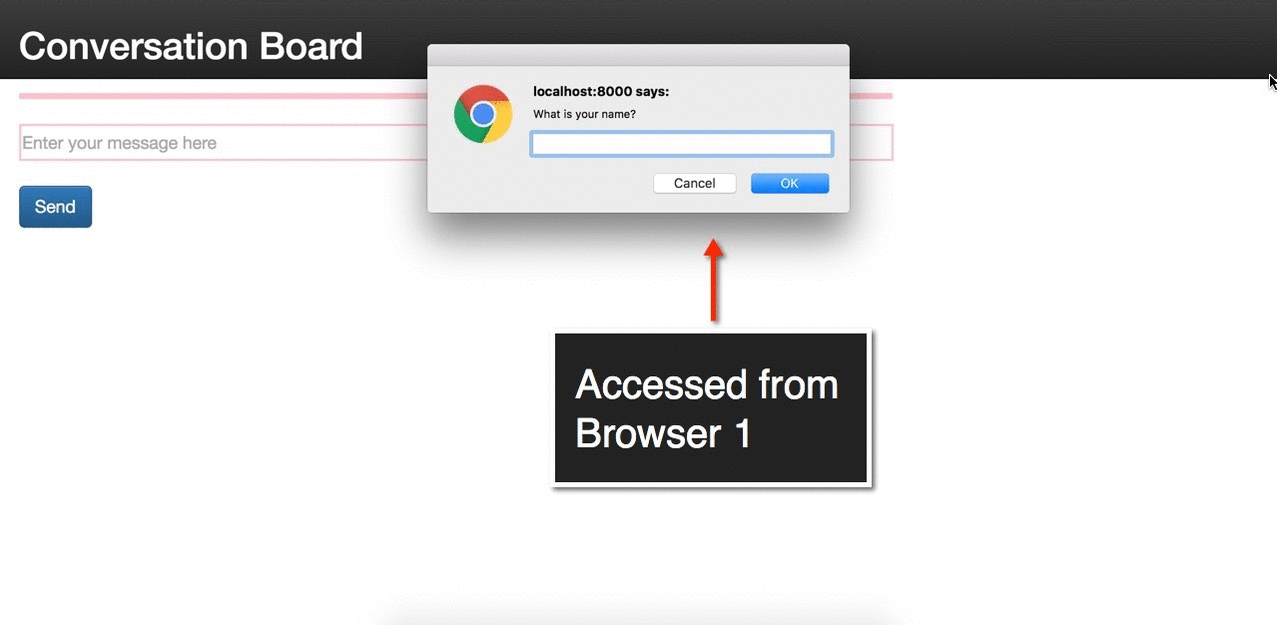 Conversation Board
localhost:8000 says:
What is your name?
Enter your message here
Cancel
OK
Send
Accessed from
Browser 1